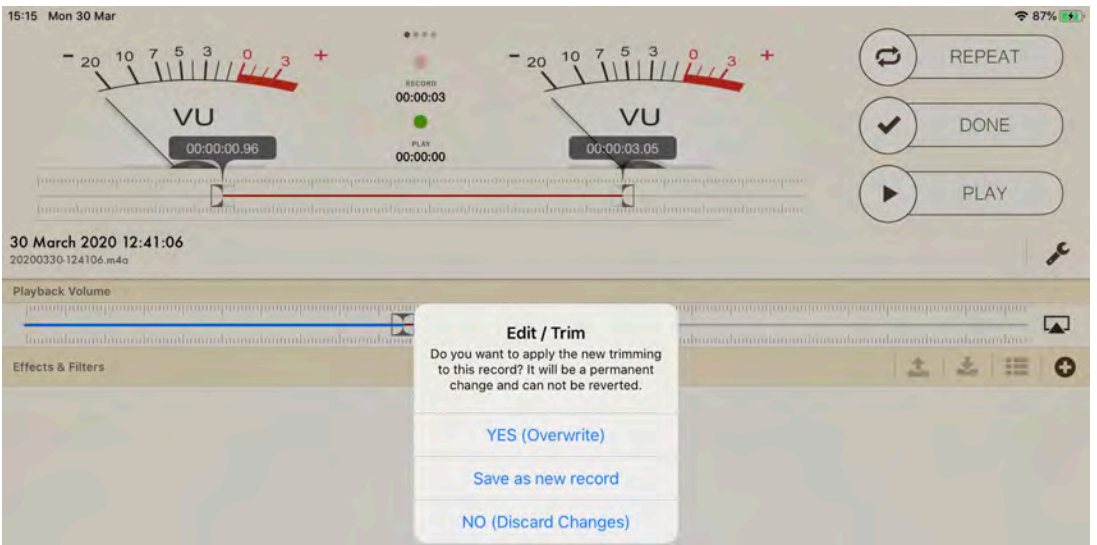 15:15 Mon 30 Mar
87%
- 20 10 7 5 3 0 3 +
VU
RECORD
00:00:03
PLAY
00:00:00
- 20 10 7 5 3 0 3 +
VU
00:00:00.96
00:00:03.05
REPEAT
DONE
PLAY
30 March 2020 12:41:06
20200330-124106.m4a
Playback Volume
Effects & Filters
Edit / Trim
Do you want to apply the new trimming
to this record? It will be a permanent
change and can not be reverted.
YES (Overwrite)
Save as new record
NO (Discard Changes)